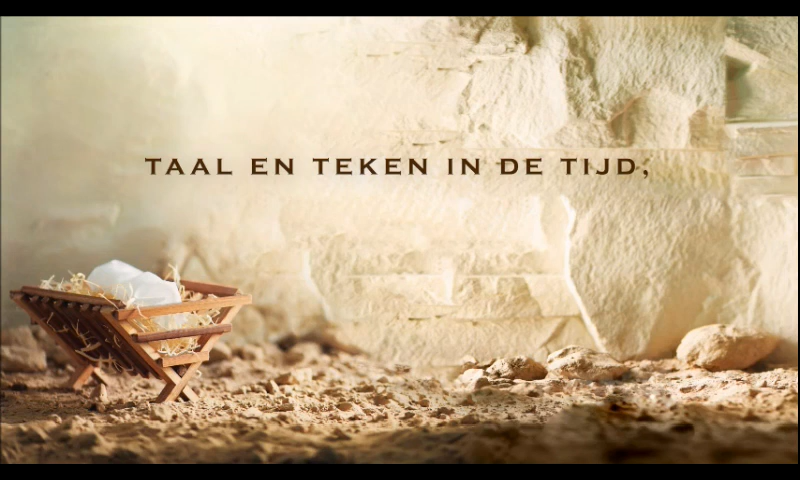 TAAL EN TEKEN IN DE TIJD,